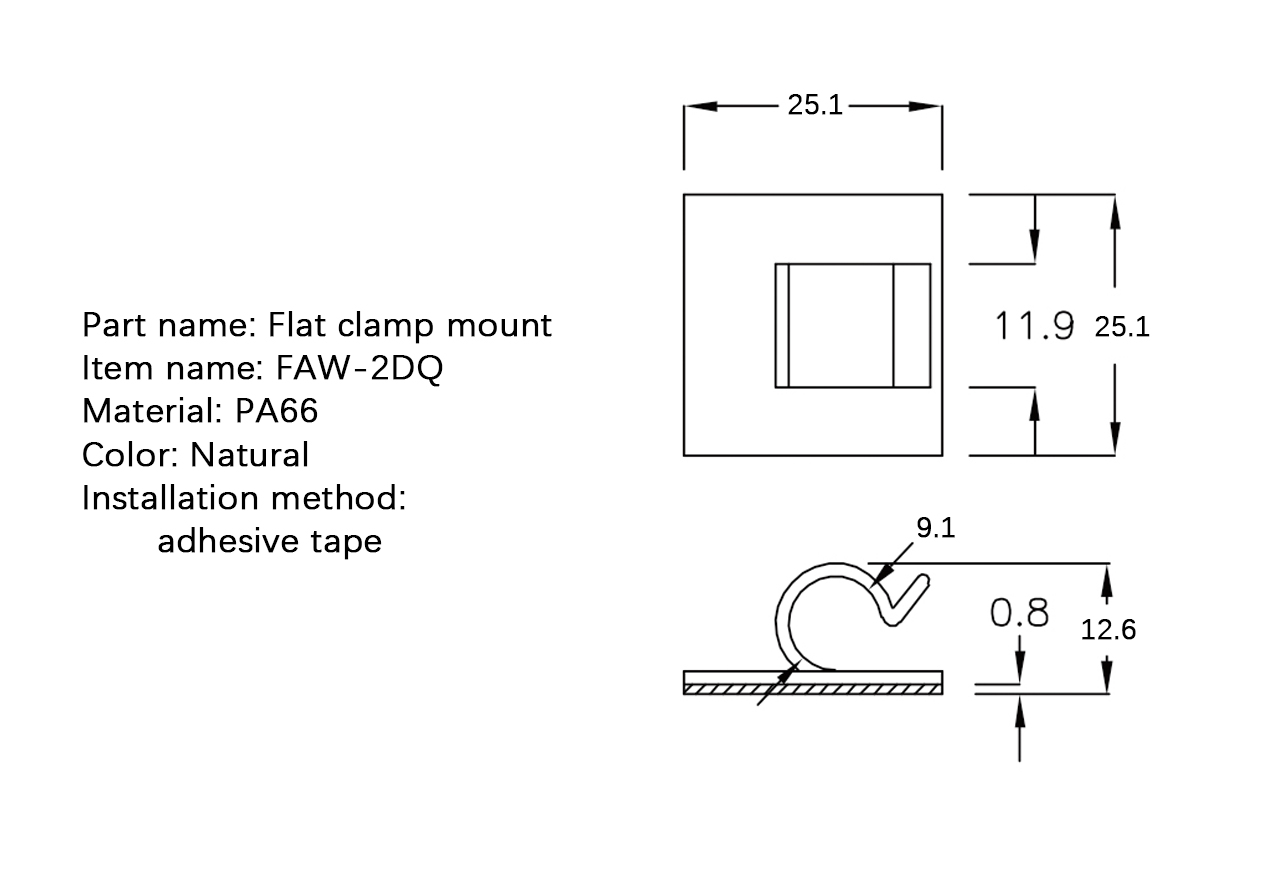 25.1
11.9
25.1
Part name: Flat clamp mount
Item name: FAW-2DQ
Material: PA66
Color: Natural
Installation method:
adhesive tape
9.1
0.8
12.6